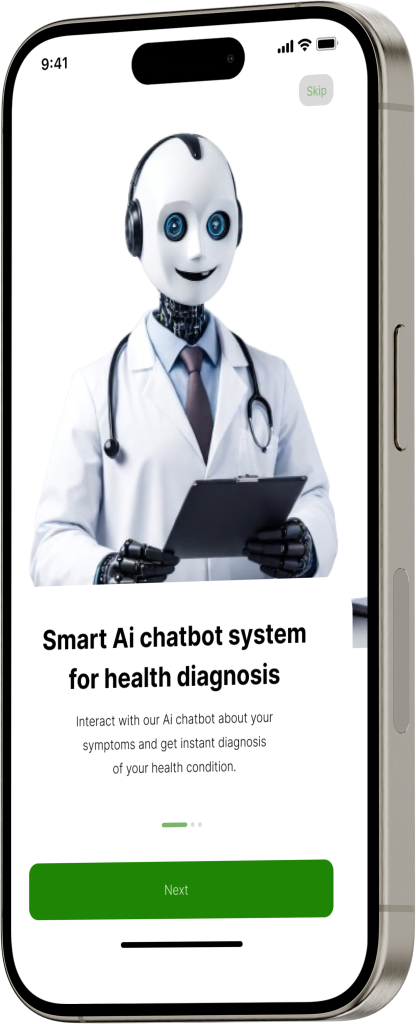 9:41
Skip
Smart Ai chatbot system
for health diagnosis
Interact with our Ai chatbot about your
symptoms and get instant diagnosis
of your health condition.
Next